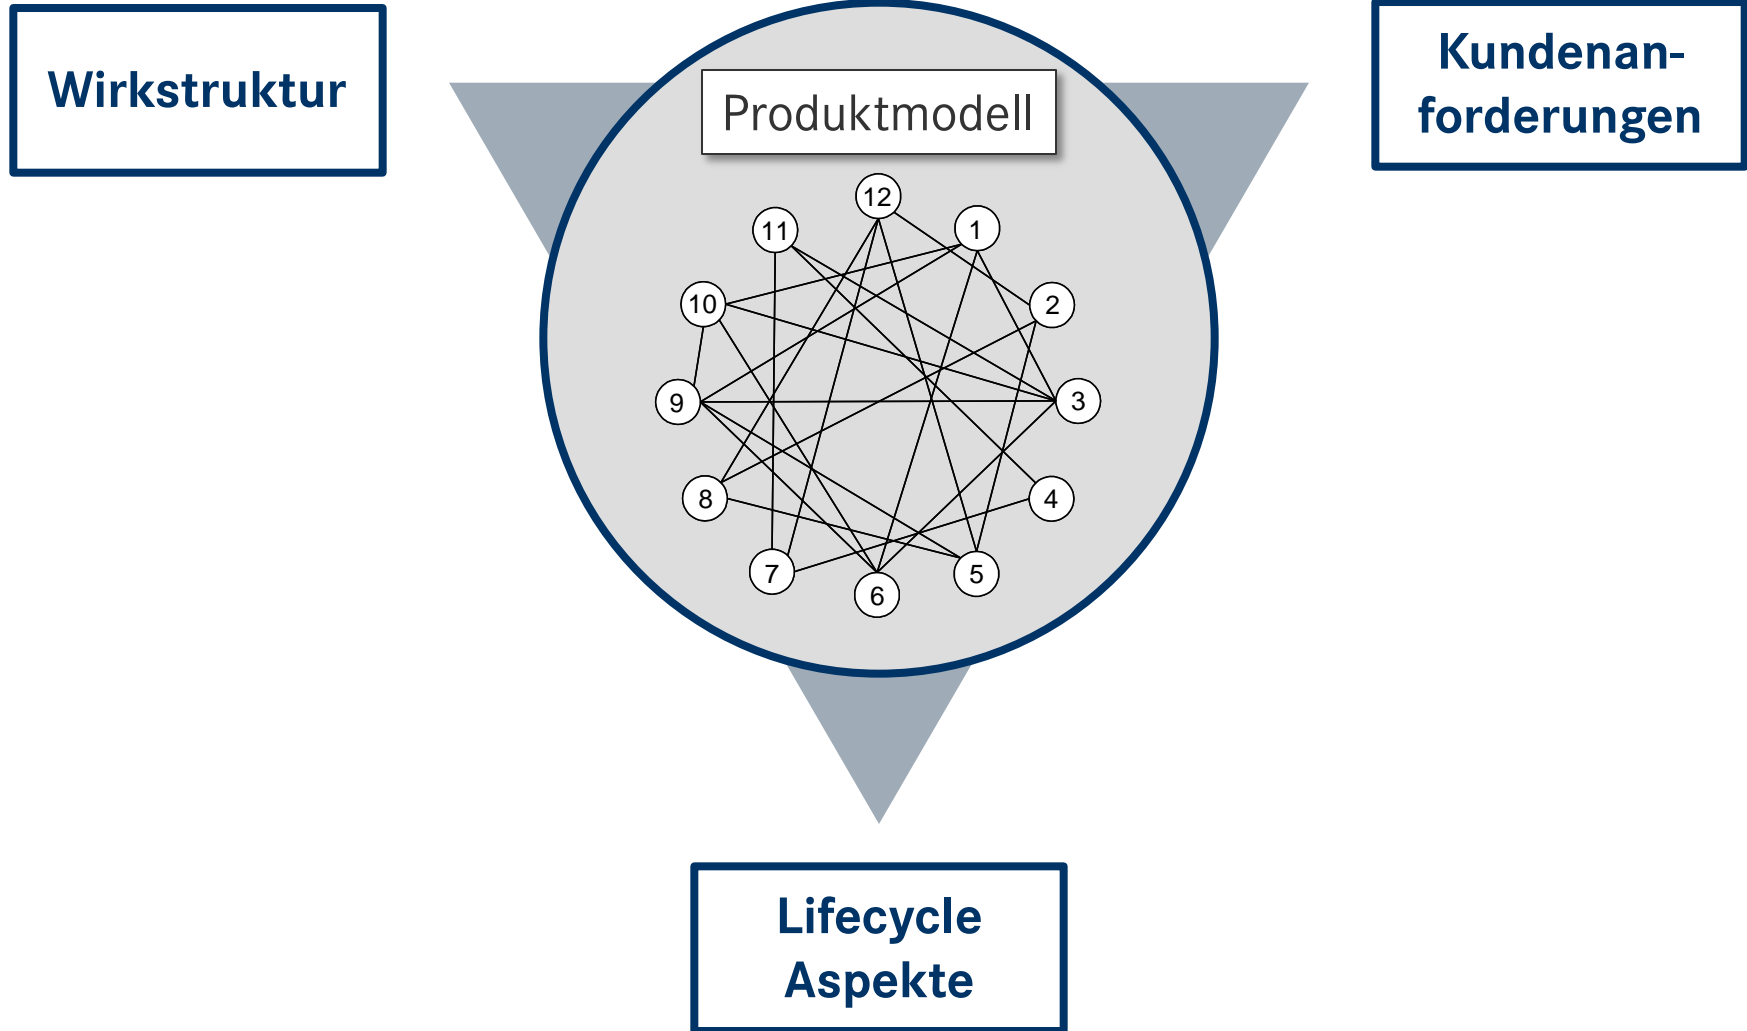 Wirkstruktur
Kundenan-
forderungen
Produktmodell
12
11
1
10
2
9
3
8
4
7
5
6
Lifecycle
Aspekte